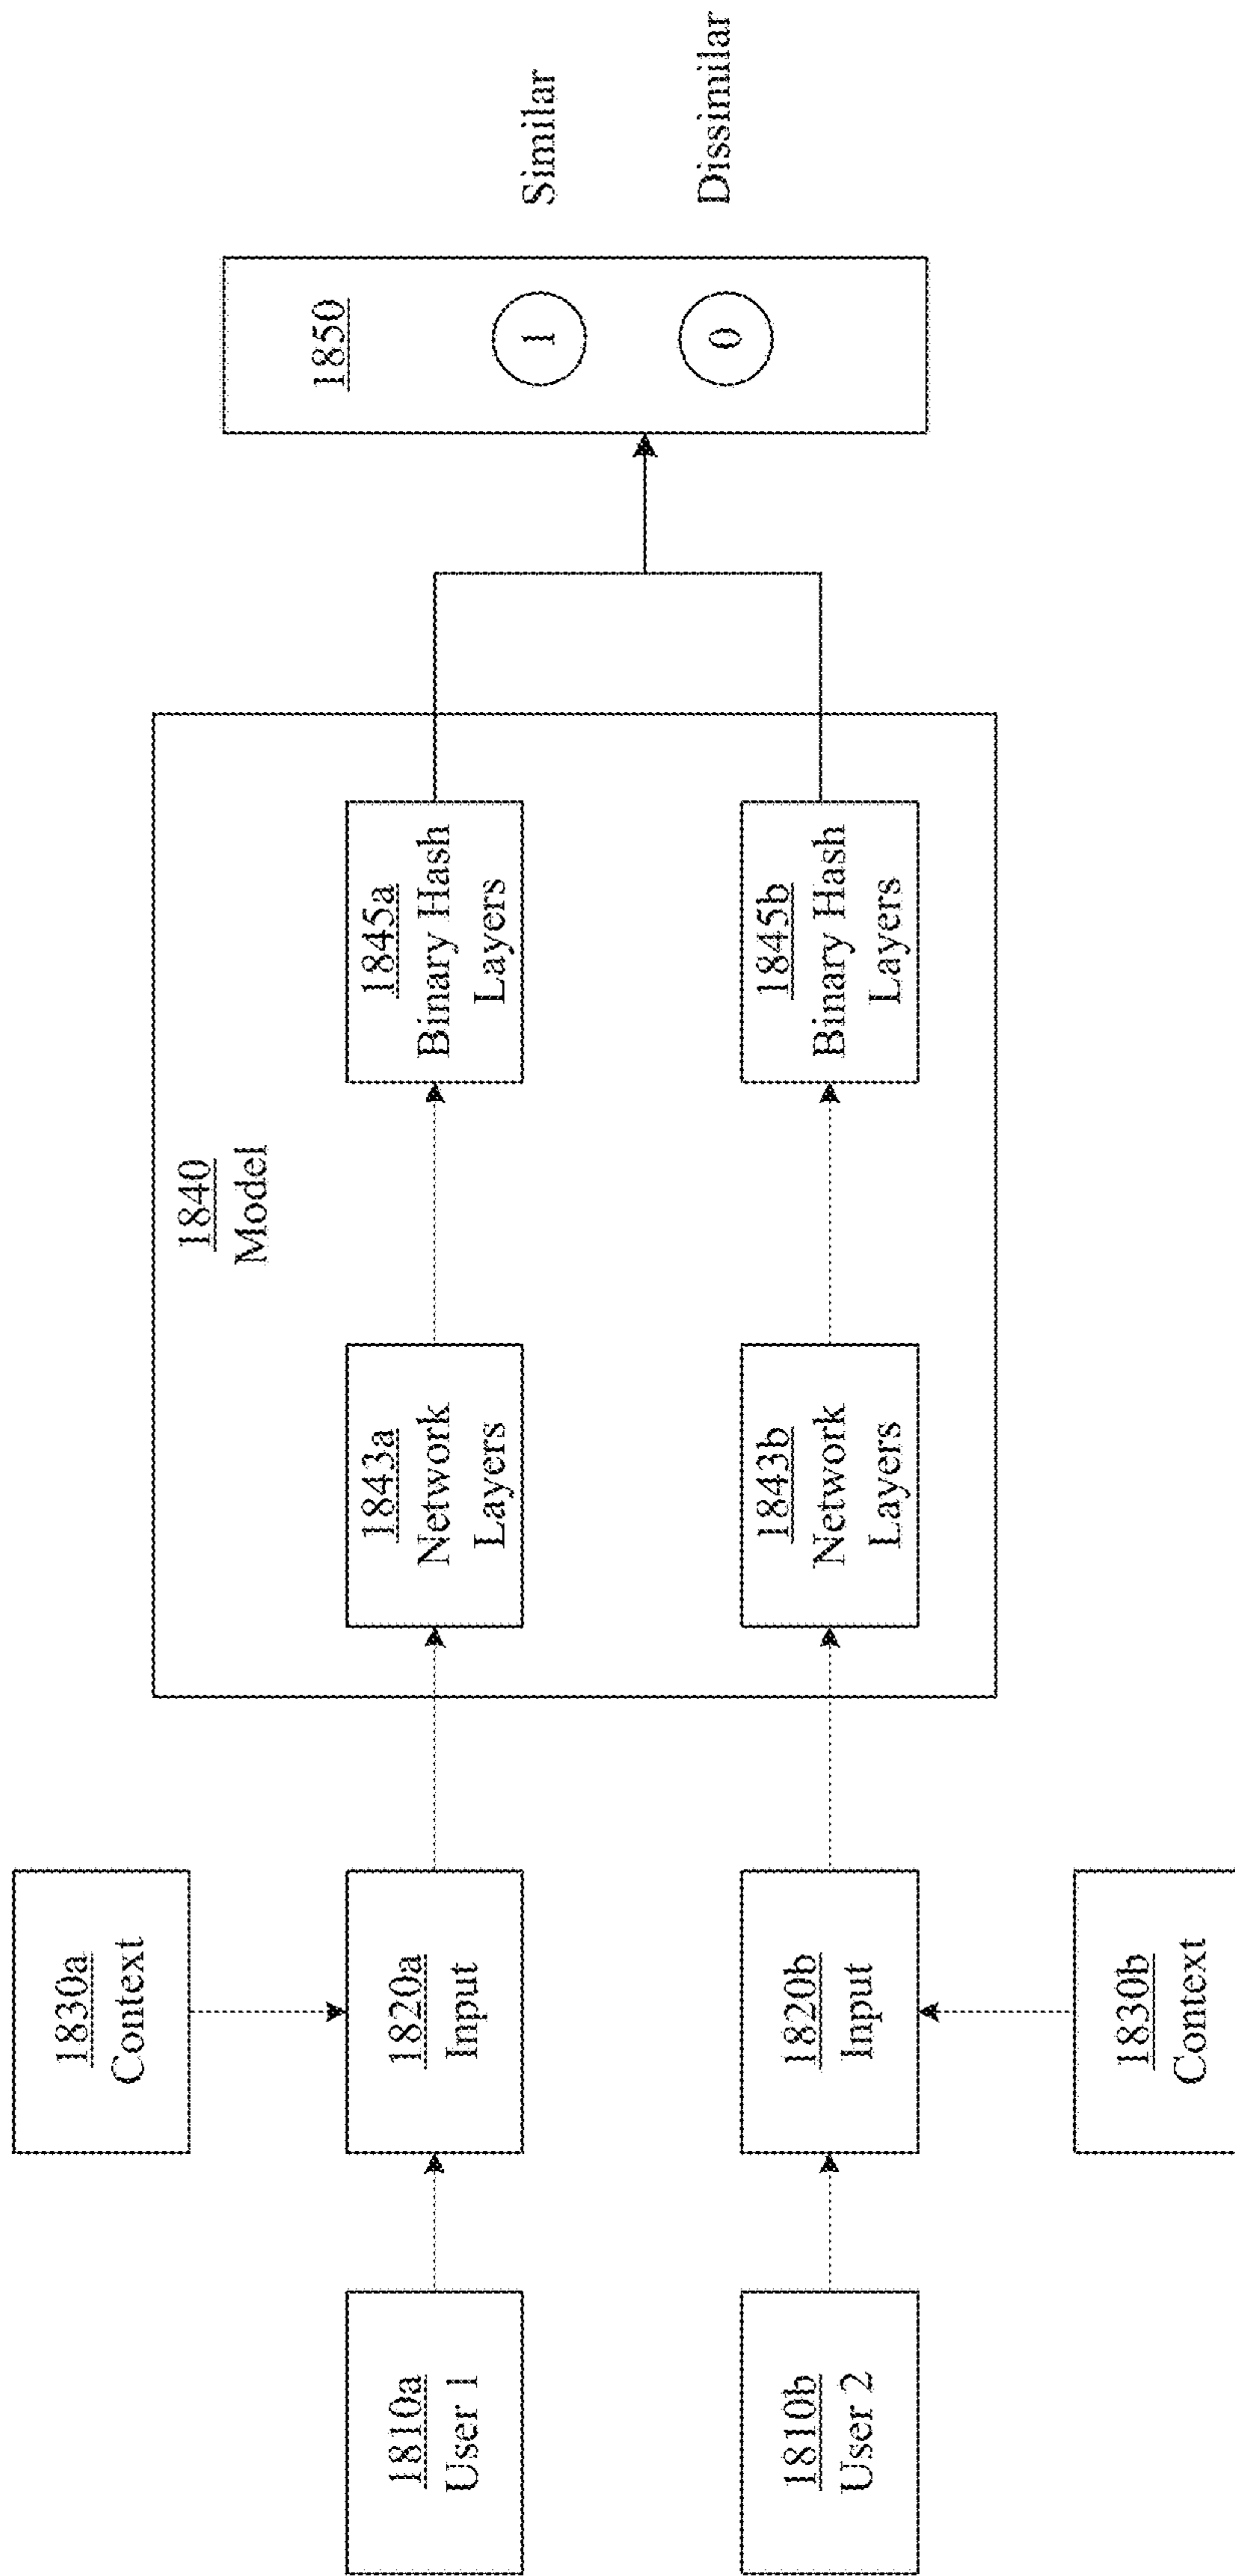 1830a
Context
1810a
User 1
1820a
Input
1810b
User 2
1820b
Input
1830b
Context
1840
Model
1843a
Network
Layers
1845a
Binary Hash
Layers
1843b
Network
Layers
1845b
Binary Hash
Layers
1850
1
Similar
0
Dissimilar